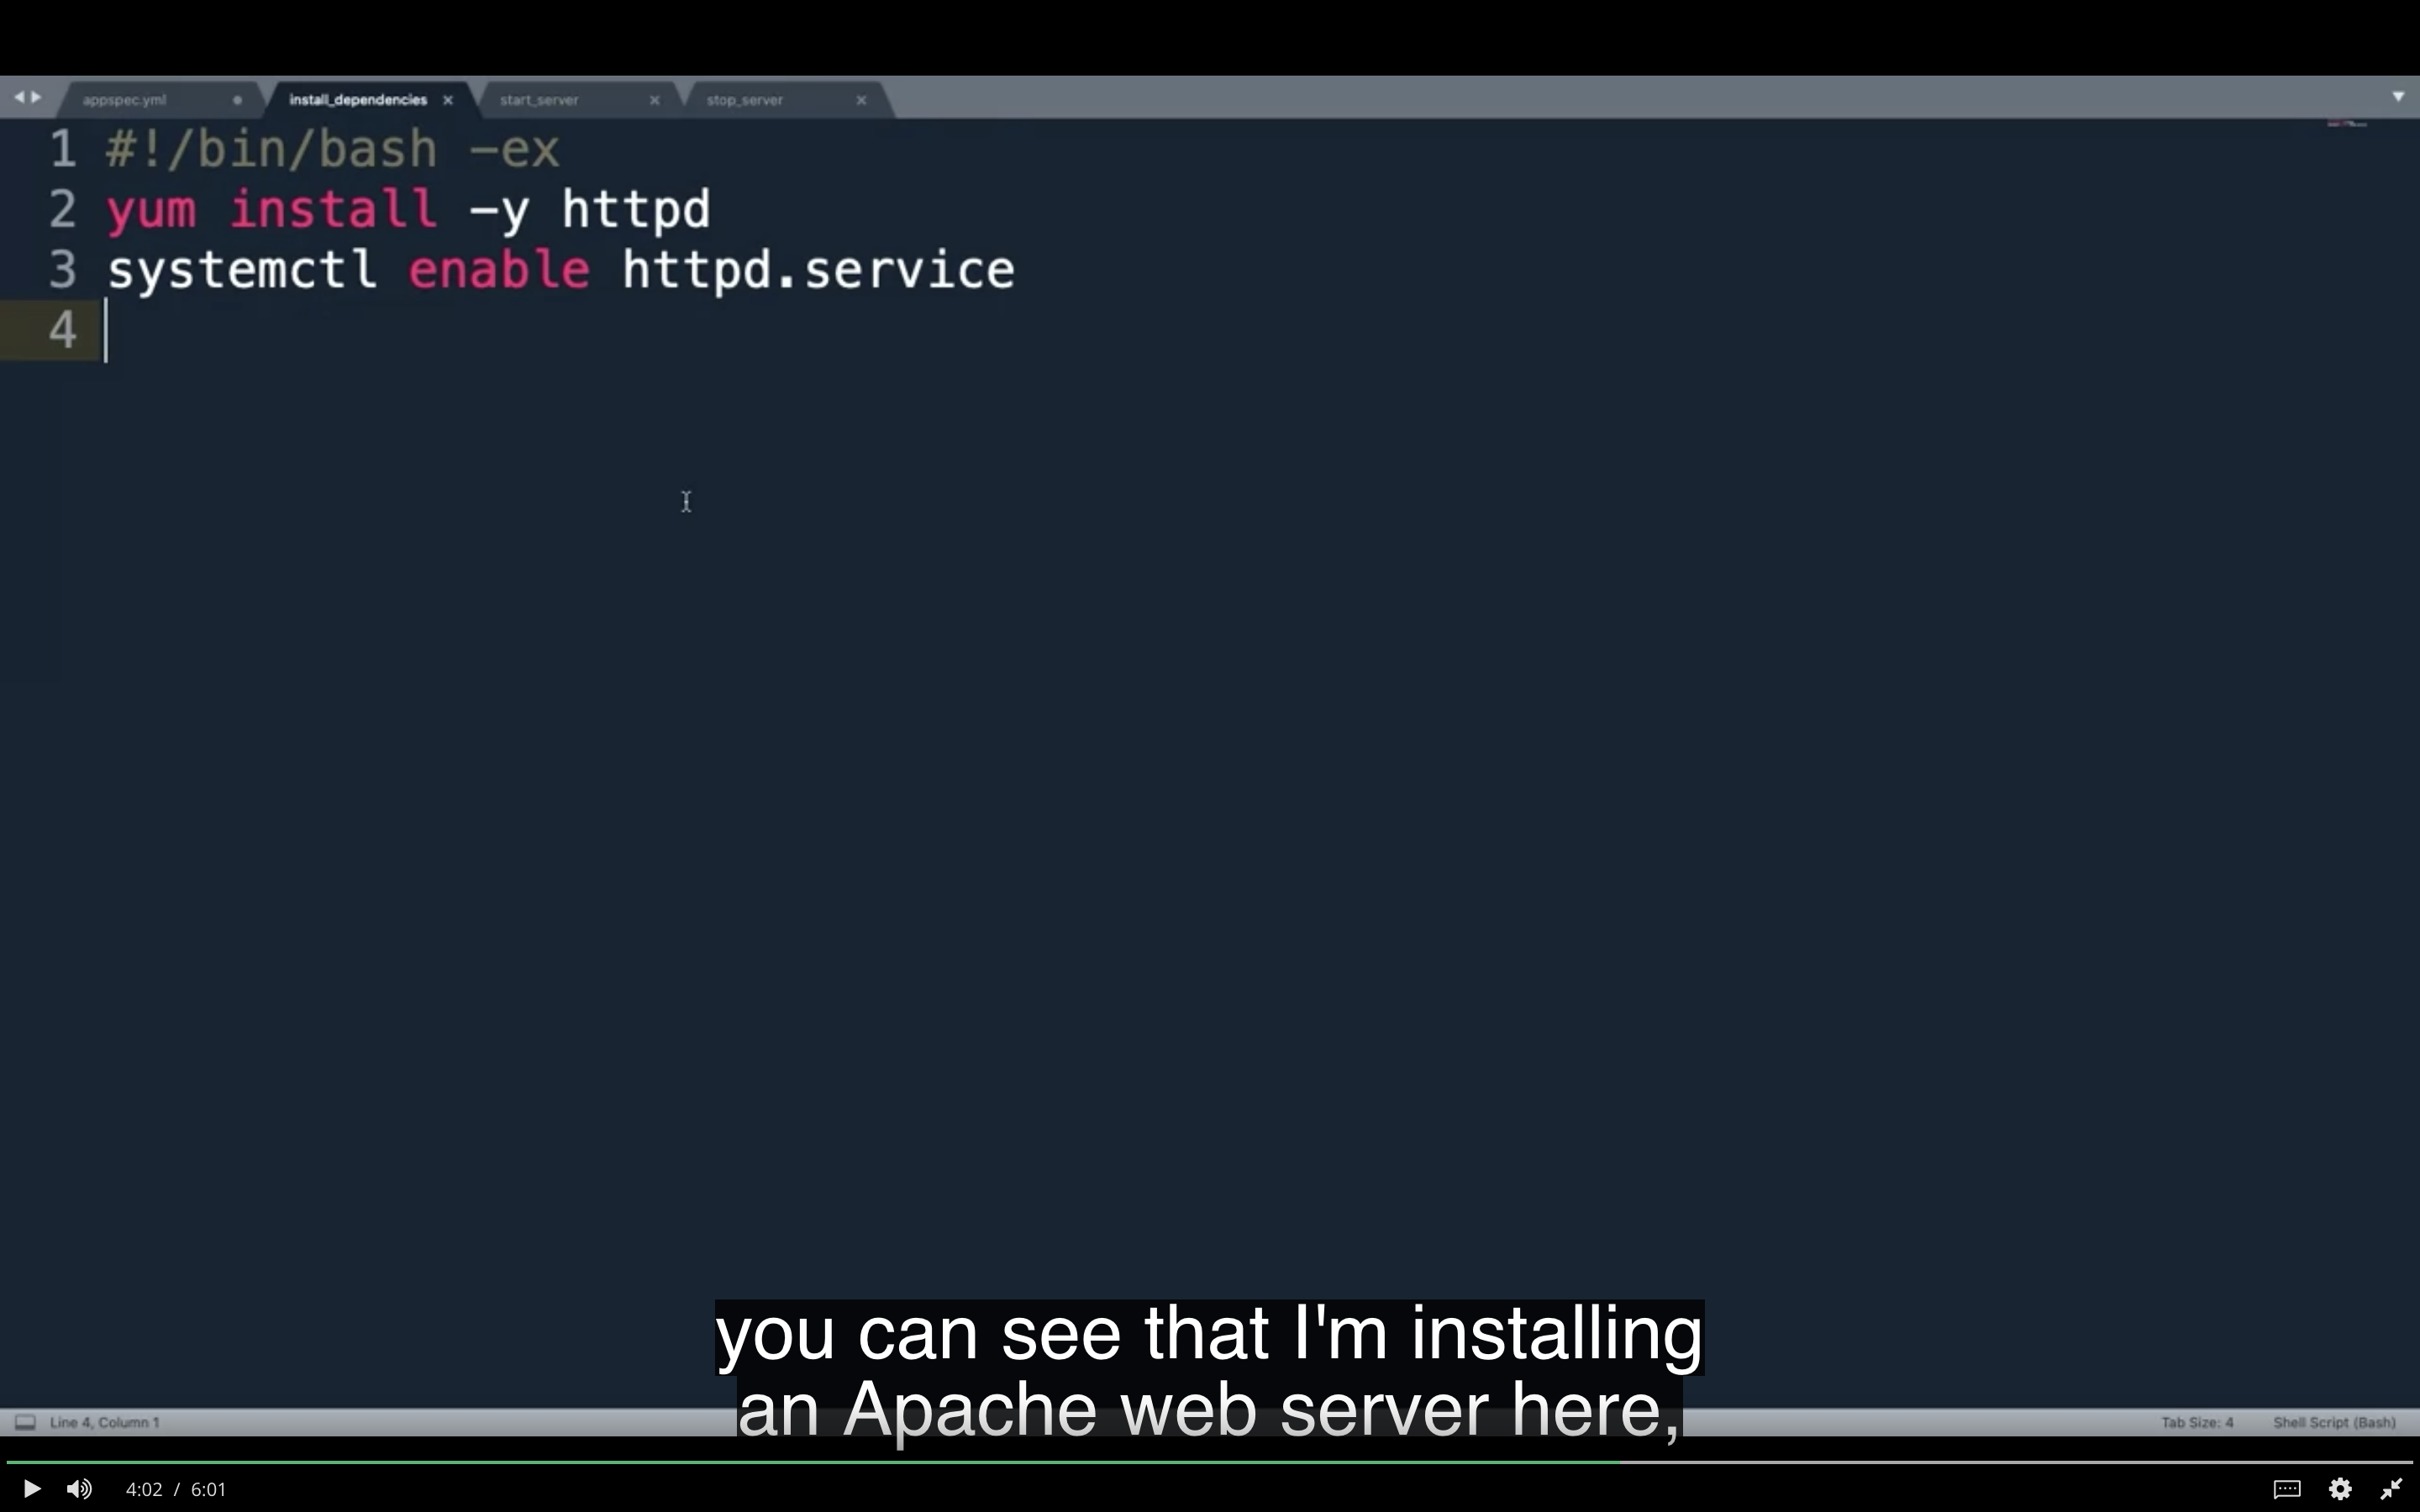 appspec.yml install_dependencies start_server stop_server
1 #!/bin/bash -ex
2 yum install -y httpd
3 systemctl enable httpd.service
4
you can see that I'm installing
an Apache web server here,
Line 4, Column 1 Tab Size: 4 Shell Script (Bash)
4:02 / 6:01